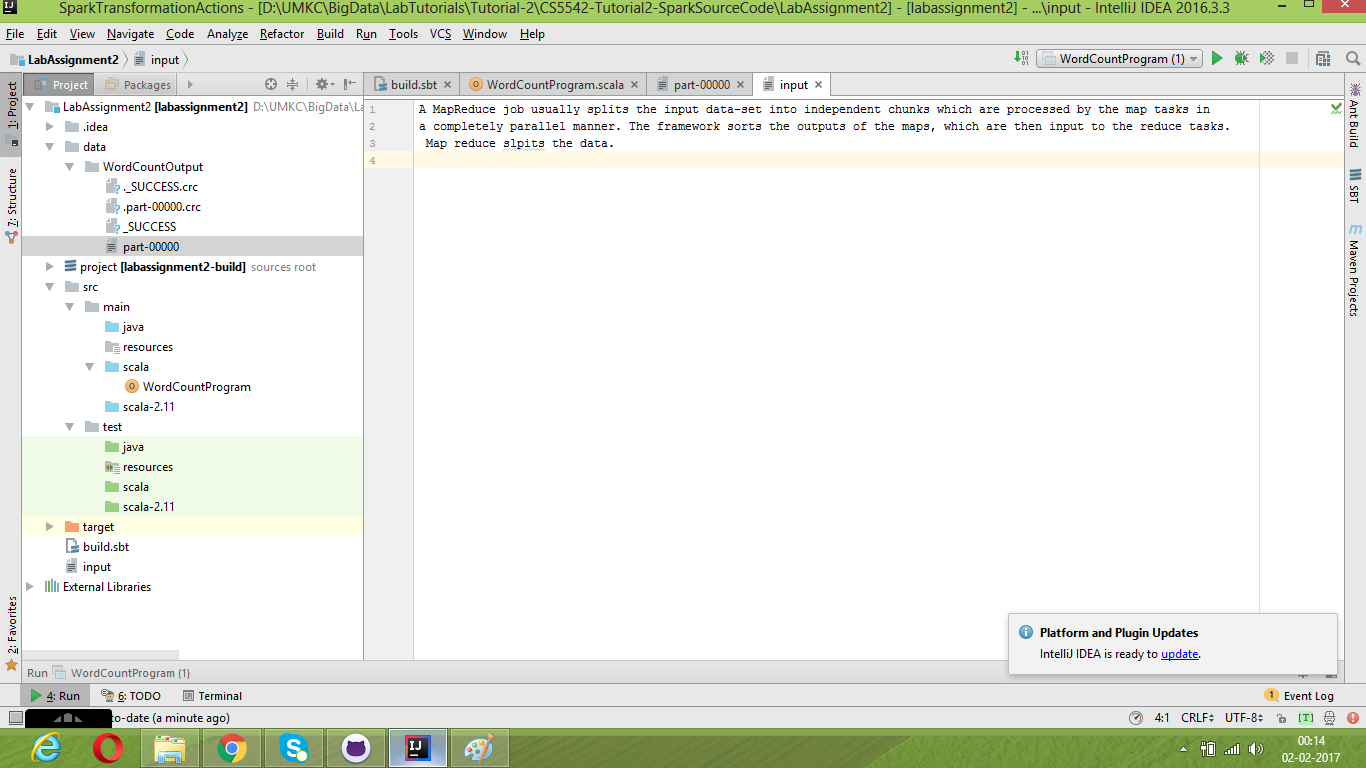 SparkTransformationActions - [D:\UMKC\BigData\LabTutorials\Tutorial-2\CS5542-Tutorial2-SparkSourceCode\LabAssignment2] - [labassignment2] - ...\input - IntelliJ IDEA 2016.3.3
File Edit View Navigate Code Analyze Refactor Build Run Tools VCS Window Help
LabAssignment2 input
WordCountProgram (1)
Project Packages
build.sbt WordCountProgram.scala part-00000 input
1: Project
7: Structure
2: Favorites
LabAssignment2 [labassignment2] D:\UMKC\BigData\La
.idea
data
WordCountOutput
._SUCCESS.crc
.part-00000.crc
_SUCCESS
part-00000
project [labassignment2-build] sources root
src
main
java
resources
scala
WordCountProgram
scala-2.11
test
java
resources
scala
scala-2.11
target
build.sbt
input
External Libraries
1 A MapReduce job usually splits the input data-set into independent chunks which are processed by the map tasks in
2 a completely parallel manner. The framework sorts the outputs of the maps, which are then input to the reduce tasks.
3 Map reduce slpits the data.
4
Ant Build
SBT
m Maven Projects
Platform and Plugin Updates
IntelliJ IDEA is ready to update.
Run WordCountProgram (1)
4: Run 6: TODO Terminal
1 Event Log
to-date (a minute ago)
4:1 CRLF UTF-8 [T]
00:14
02-02-2017